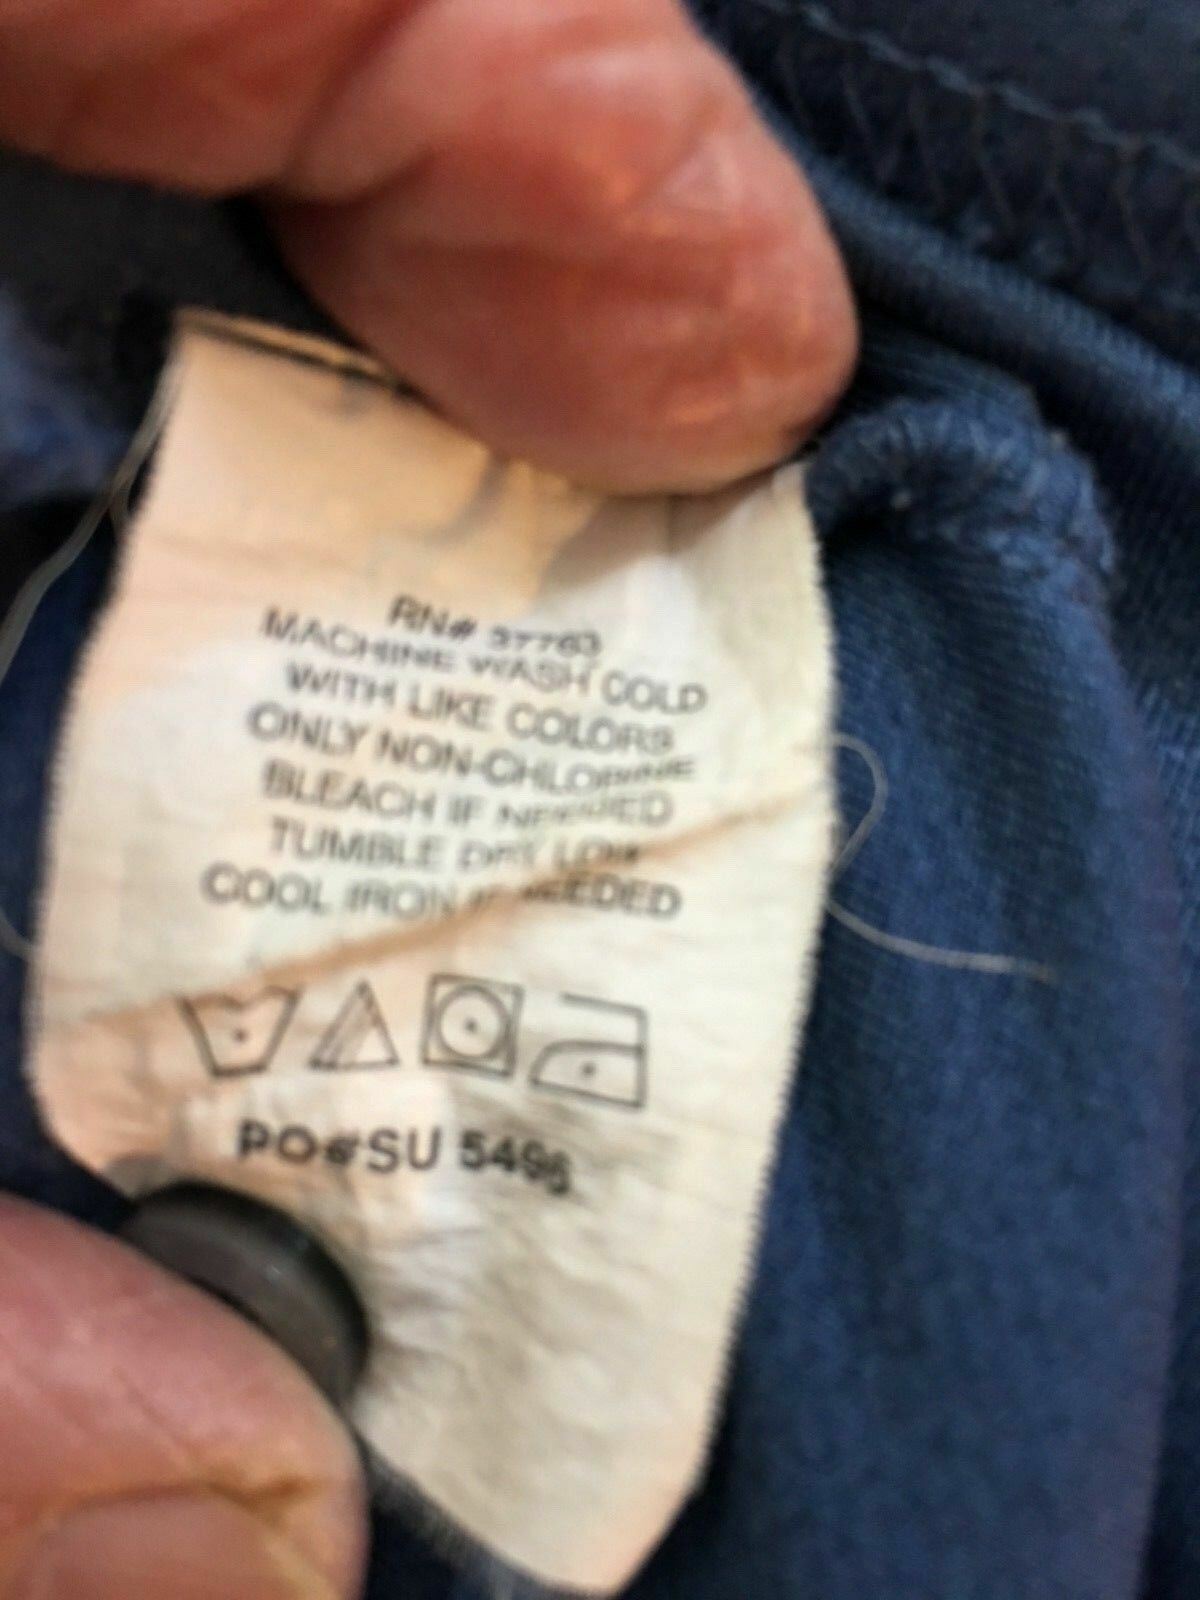 RN# 37763
MACHINE WASH COLD
WITH LIKE COLORS
ONLY NON-CHLORINE
BLEACH IF NEEDED
TUMBLE DRY LOW
COOL IRON IF NEEDED
PO#SU 5496